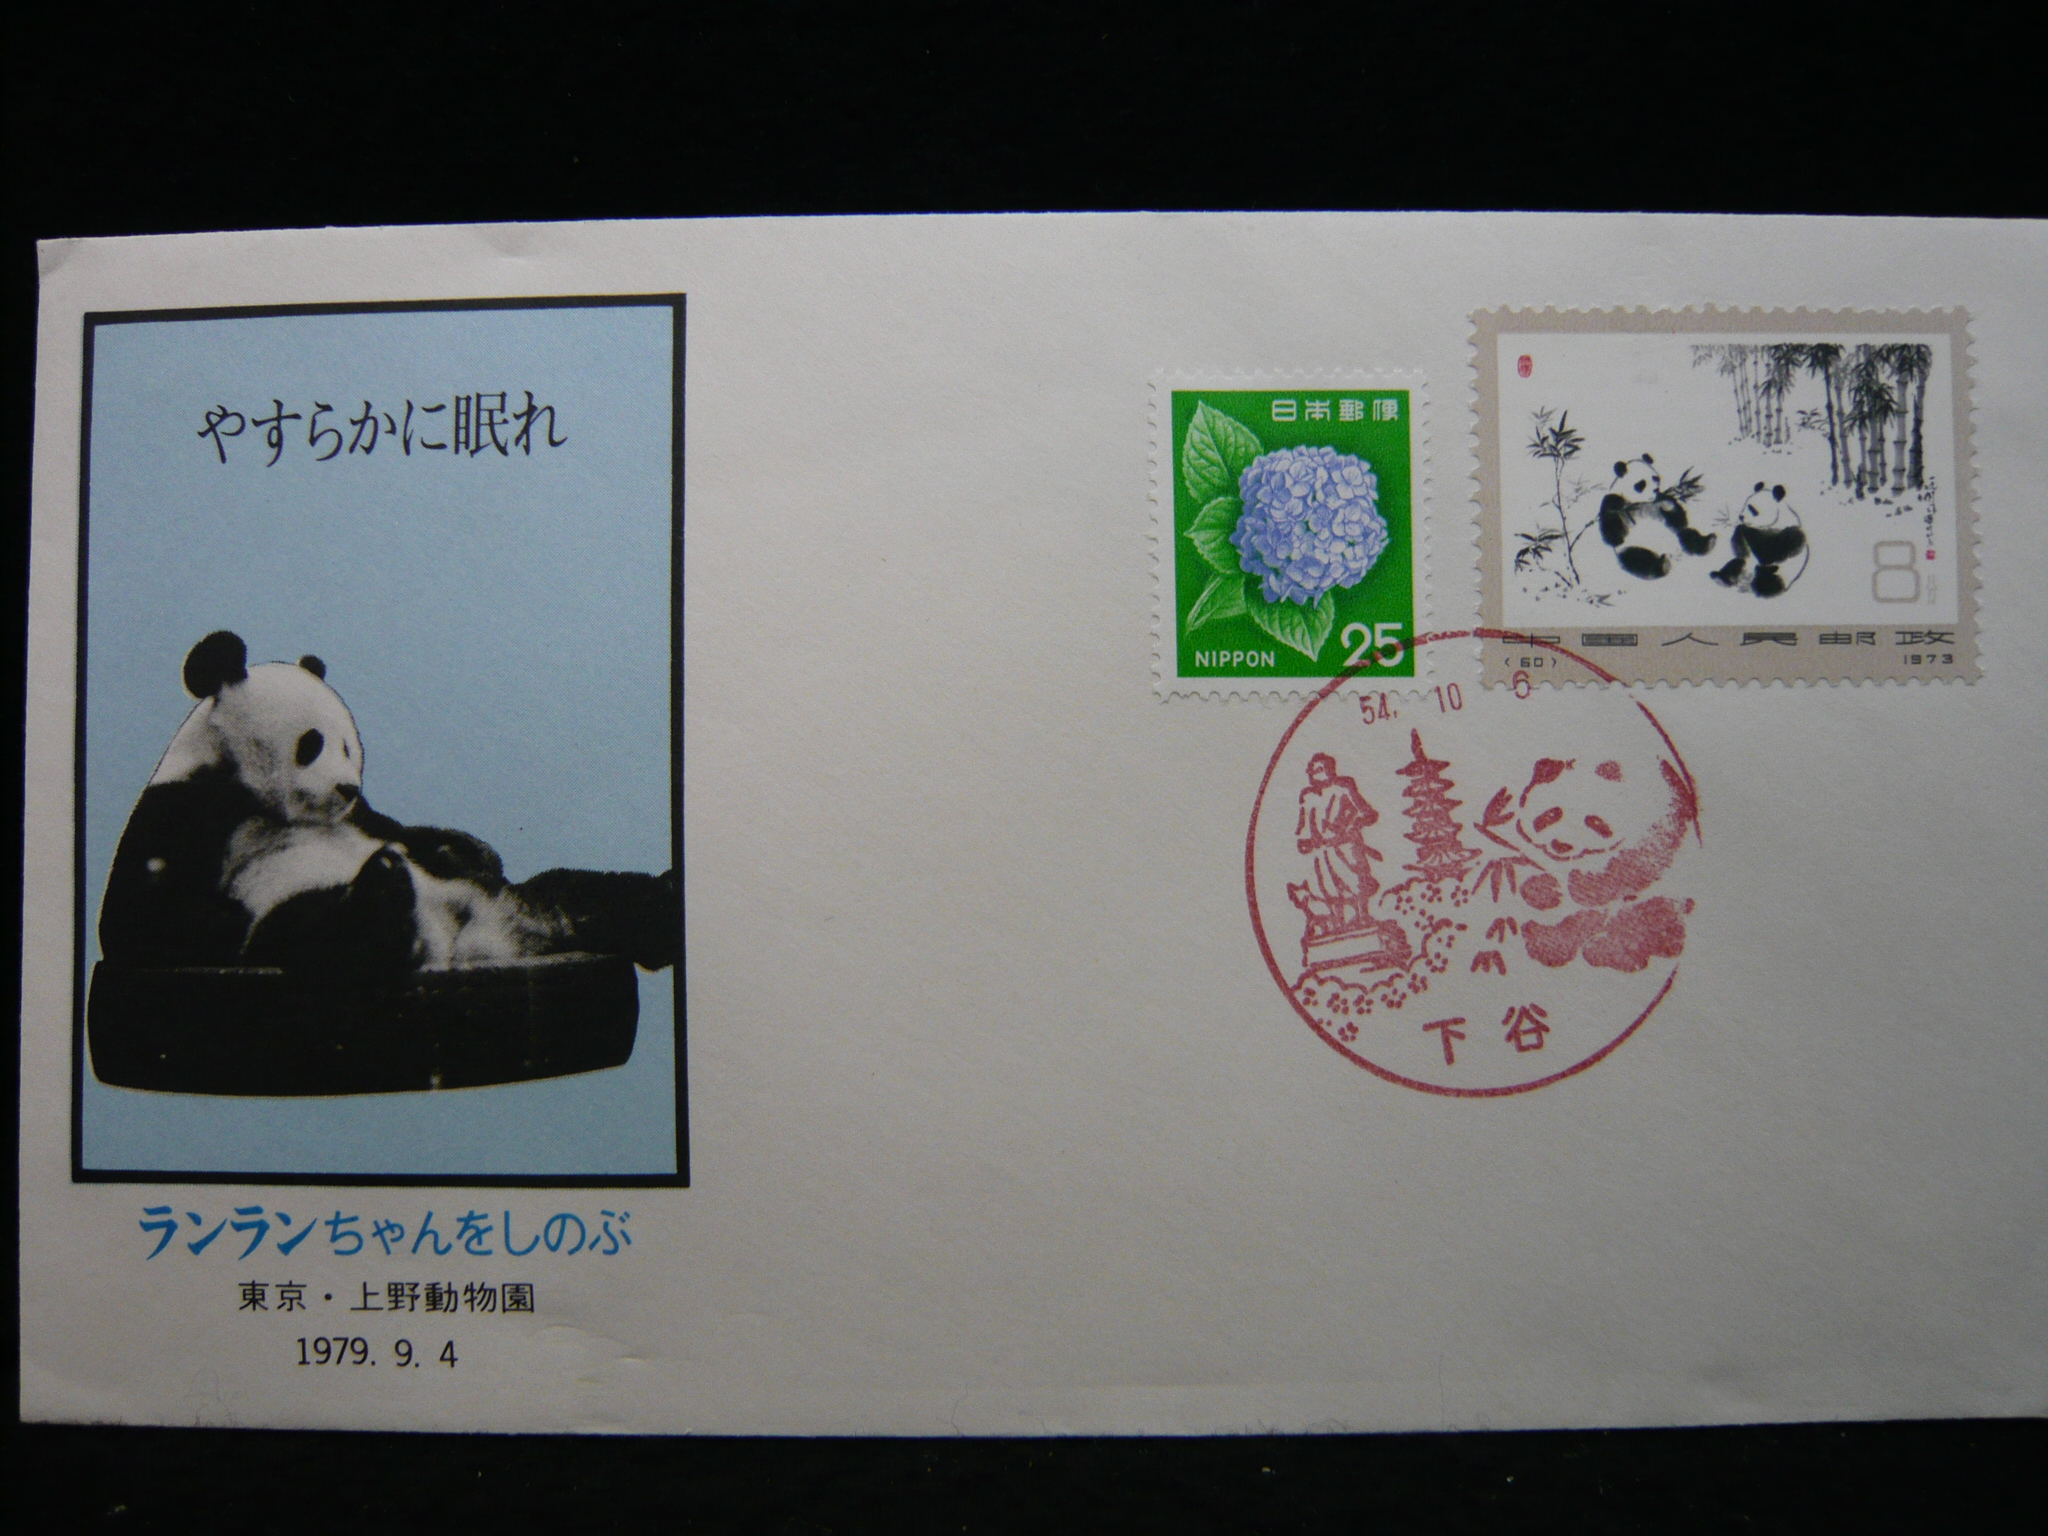 やすらかに眠れ
ランランちゃんをしのぶ
東京・上野動物園
1979. 9. 4
日本郵便
NIPPON 25
8
中国人民邮政
(60) 1973
54. 10 6
下谷